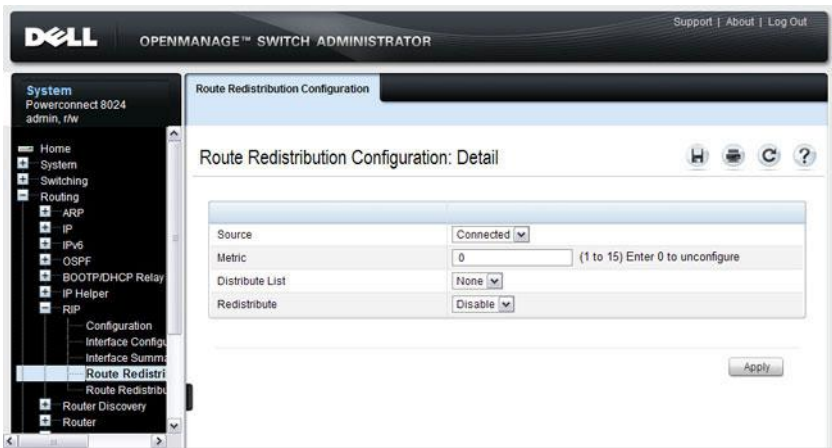 Support | About | Log Out
DELL
OPENMANAGE™ SWITCH ADMINISTRATOR
System
Powerconnect 8024
admin, r/w
Home
System
Switching
Routing
ARP
IP
IPv6
OSPF
BOOTP/DHCP Relay
IP Helper
RIP
Configuration
Interface Configu
Interface Summa
Route Redistri
Route Redistribu
Router Discovery
Router
Route Redistribution Configuration
Route Redistribution Configuration: Detail
Source Connected
Metric 0 (1 to 15) Enter 0 to unconfigure
Distribute List None
Redistribute Disable
Apply